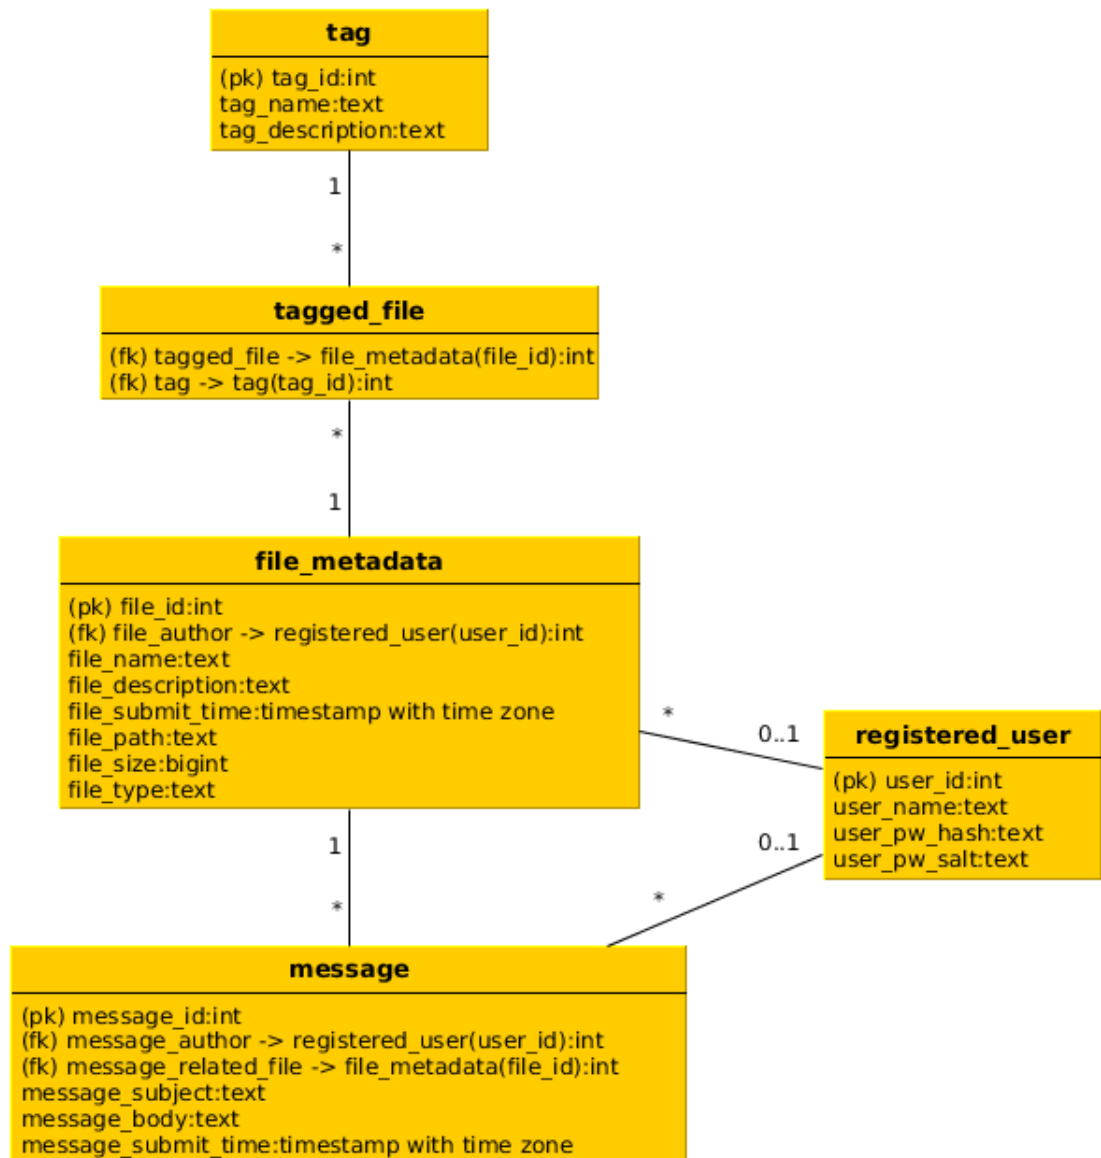 tag
(pk) tag_id:int
tag_name:text
tag_description:text
1
*
tagged_file
(fk) tagged_file -> file_metadata(file_id):int
(fk) tag -> tag(tag_id):int
*
1
file_metadata
(pk) file_id:int
(fk) file_author -> registered_user(user_id):int
file_name:text
file_description:text
file_submit_time:timestamp with time zone
file_path:text
file_size:bigint
file_type:text
*
0..1
registered_user
(pk) user_id:int
user_name:text
user_pw_hash:text
user_pw_salt:text
1
*
0..1
*
message
(pk) message_id:int
(fk) message_author -> registered_user(user_id):int
(fk) message_related_file -> file_metadata(file_id):int
message_subject:text
message_body:text
message_submit_time:timestamp with time zone